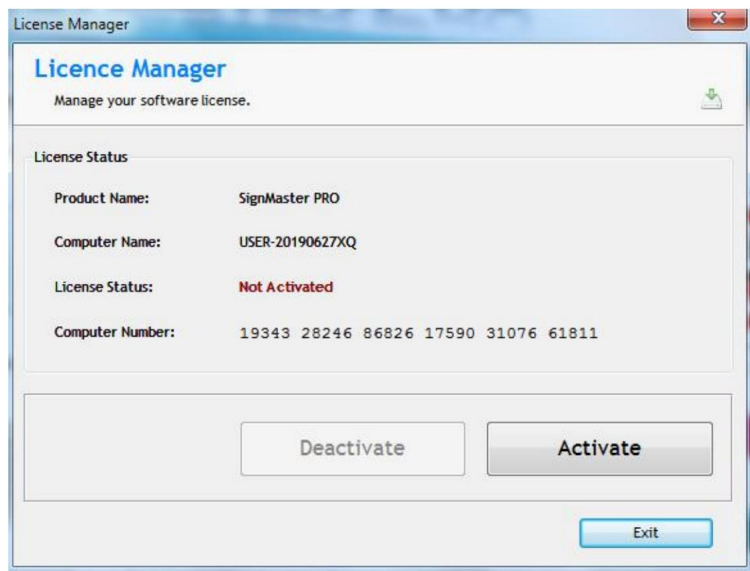 License Manager
Licence Manager
Manage your software license.
License Status
Product Name: SignMaster PRO
Computer Name: USER-20190627XQ
License Status: Not Activated
Computer Number: 19343 28246 86826 17590 31076 61811
Deactivate Activate
Exit